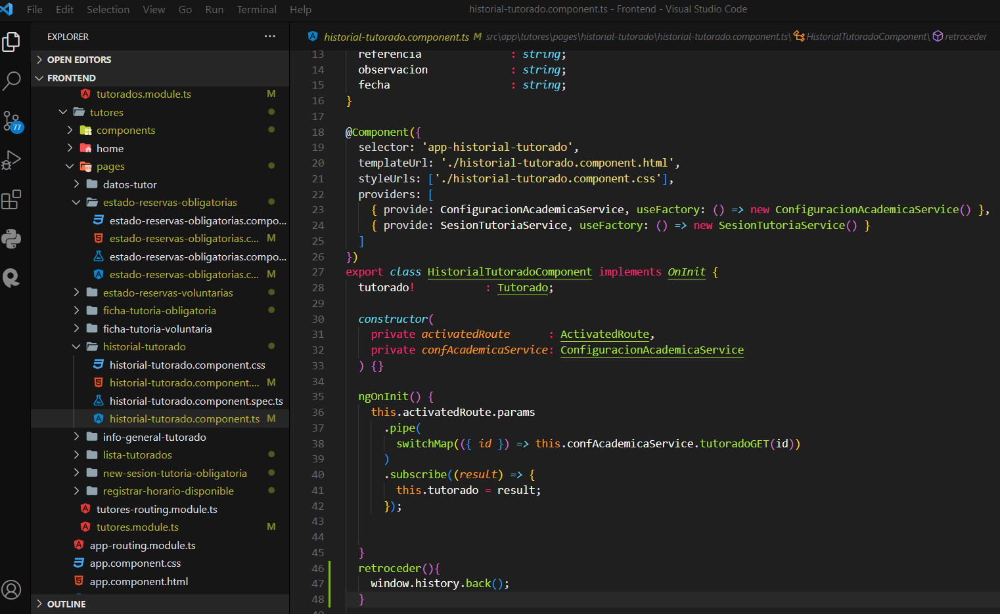 File Edit Selection View Go Run Terminal Help
historial-tutorado.component.ts - Frontend - Visual Studio Code
EXPLORER ...
OPEN EDITORS
FRONTEND
tutorados.module.ts M
tutores
components
home
pages
datos-tutor
estado-reservas-obligatorias
estado-reservas-obligatorias.compo...
estado-reservas-obligatorias.c... M
estado-reservas-obligatorias.compo...
estado-reservas-obligatorias.c... M
estado-reservas-voluntarias
ficha-tutoria-obligatoria
ficha-tutoria-voluntaria
historial-tutorado
historial-tutorado.component.css
historial-tutorado.component.... M
historial-tutorado.component.spec.ts
historial-tutorado.component.ts M
info-general-tutorado
lista-tutorados
new-sesion-tutoria-obligatoria
registrar-horario-disponible
tutores-routing.module.ts
tutores.module.ts M
app-routing.module.ts
app.component.css
app.component.html
OUTLINE
77
historial-tutorado.component.ts M src\app\tutores\pages\historial-tutorado\historial-tutorado.component.ts\ HistorialTutoradoComponent\ retroceder
13 referencia : string;
14 observacion : string;
15 fecha : string;
16 }
17
18 @Component({
19 selector: 'app-historial-tutorado',
20 templateUrl: './historial-tutorado.component.html',
21 styleUrls: ['./historial-tutorado.component.css'],
22 providers: [
23 { provide: ConfiguracionAcademicaService, useFactory: () => new ConfiguracionAcademicaService() },
24 { provide: SesionTutoriaService, useFactory: () => new SesionTutoriaService() }
25 ]
26 })
27 export class HistorialTutoradoComponent implements OnInit {
28 tutorado! : Tutorado;
29
30 constructor(
31 private activatedRoute : ActivatedRoute,
32 private confAcademicaService: ConfiguracionAcademicaService
33 ) {}
34
35 ngOnInit() {
36 this.activatedRoute.params
37 .pipe(
38 switchMap(({ id }) => this.confAcademicaService.tutoradoGET(id))
39 )
40 .subscribe((result) => {
41 this.tutorado = result;
42 });
43
44
45 }
46 retroceder(){
47 window.history.back();
48 }